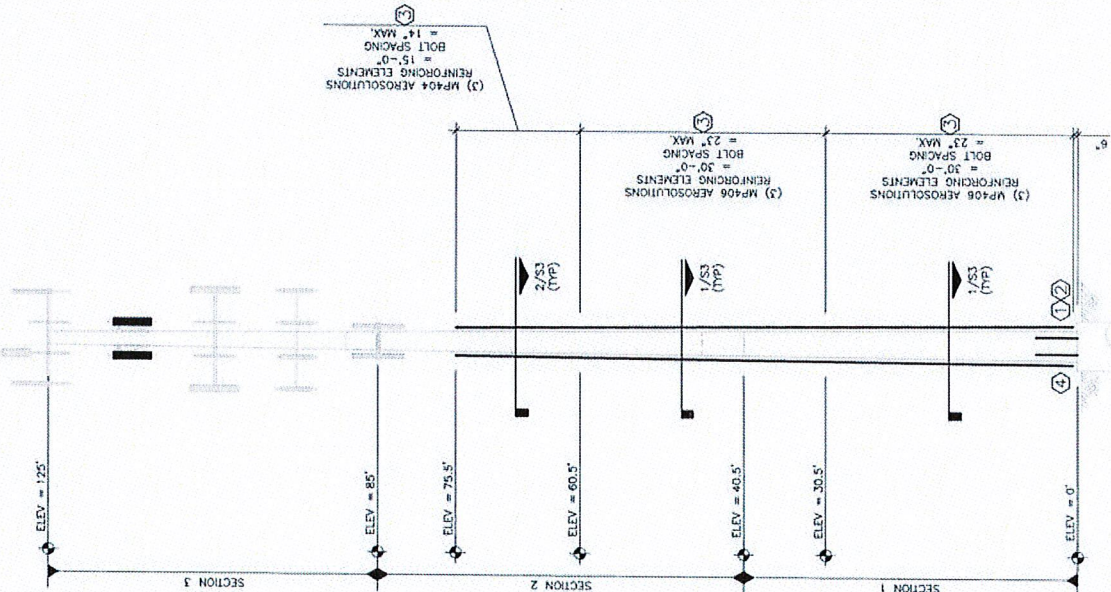 (3) MP404 AEROSOLUTIONS
REINFORCING ELEMENTS
= 15'-0"
BOLT SPACING
= 14" MAX.
3
(3) MP406 AEROSOLUTIONS
REINFORCING ELEMENTS
= 30'-0"
BOLT SPACING
= 23" MAX.
3
(3) MP406 AEROSOLUTIONS
REINFORCING ELEMENTS
= 30'-0"
BOLT SPACING
= 23" MAX.
3
6"
2/S3
(TYP)
1/S3
(TYP)
1/S3
(TYP)
1
2
4
ELEV = 125'
ELEV = 85'
ELEV = 75.5'
ELEV = 60.5'
ELEV = 40.5'
ELEV = 30.5'
ELEV = 0'
SECTION 3
SECTION 2
SECTION 1